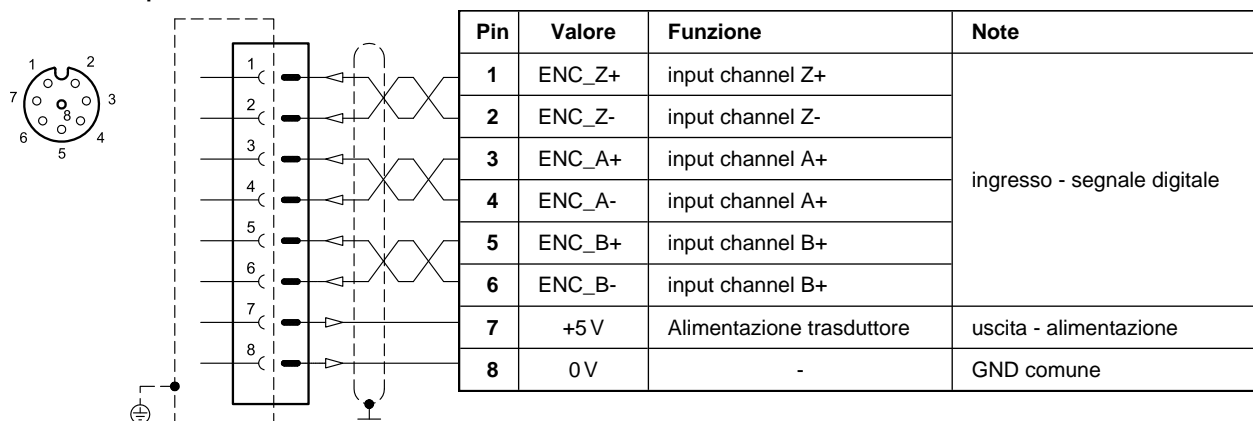 1
2
7
3
8
6
4
5
1
2
3
4
5
6
7
8
Pin Valore Funzione Note
1 ENC_Z+ input channel Z+
2 ENC_Z- input channel Z-
3 ENC_A+ input channel A+
ingresso - segnale digitale
4 ENC_A- input channel A+
5 ENC_B+ input channel B+
6 ENC_B- input channel B+
7 +5 V Alimentazione trasduttore uscita - alimentazione
8 0 V - GND comune